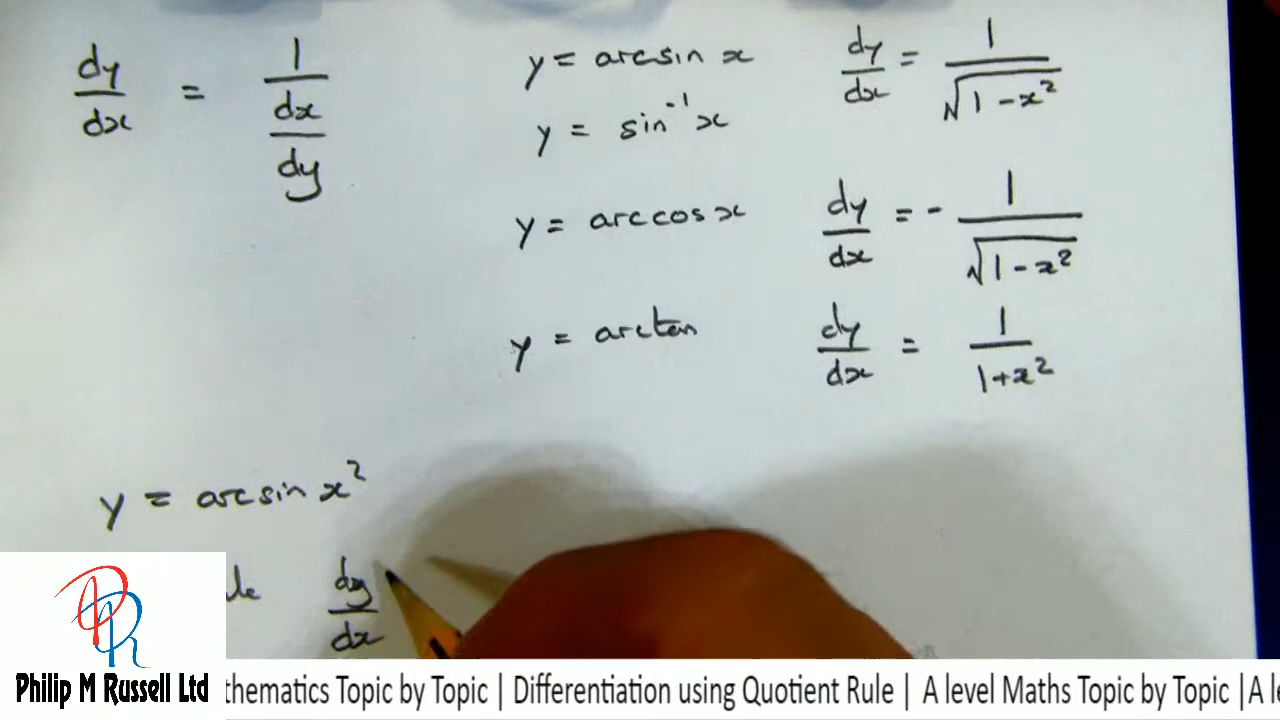 dy/dx = 1/(dx/dy)
y = arcsin x dy/dx = 1/√(1-x²)
y = sin⁻¹x
y = arccos x dy/dx = - 1/√(1-x²)
y = arctan dy/dx = 1/(1+x²)
y = arcsin x²
dy/dx
Philip M Russell Ltd
thematics Topic by Topic | Differentiation using Quotient Rule | A level Maths Topic by Topic |A le